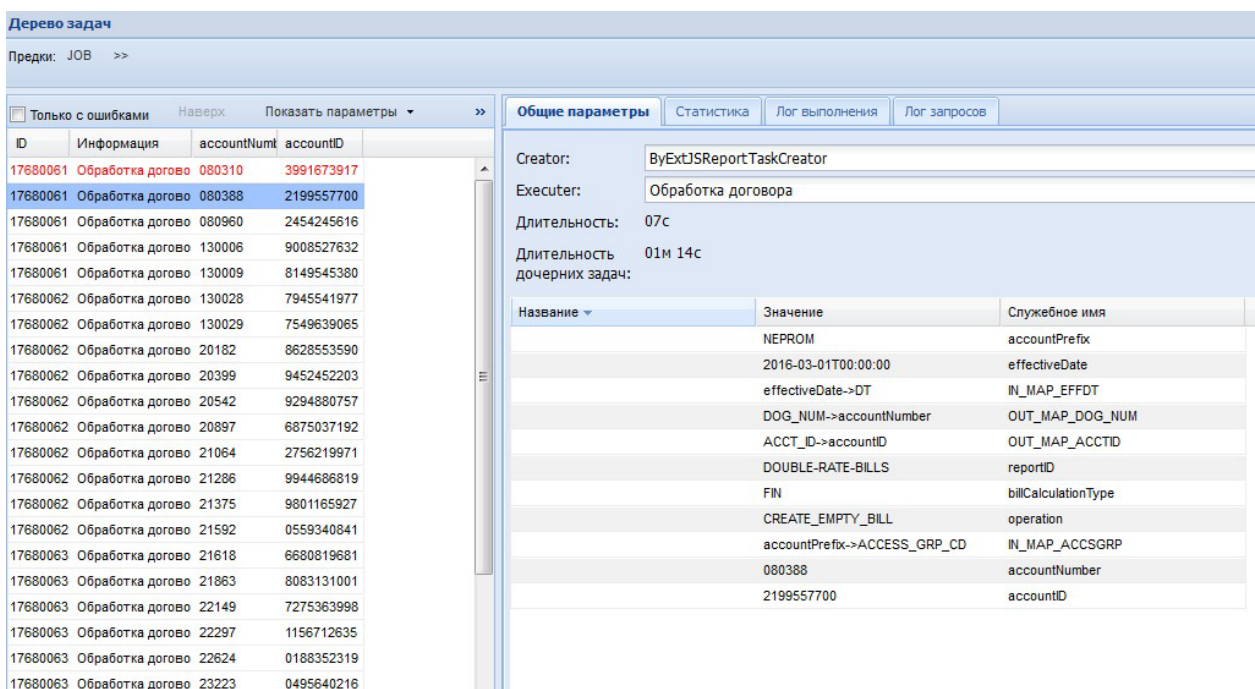 Дерево задач
Предки: JOB >>
Только с ошибками Наверх Показать параметры »
ID Информация accountNumt accountID
17680061 Обработка догово 080310 3991673917
17680061 Обработка догово 080388 2199557700
17680061 Обработка догово 080960 2454245616
17680061 Обработка догово 130006 9008527632
17680061 Обработка догово 130009 8149545380
17680062 Обработка догово 130028 7945541977
17680062 Обработка догово 130029 7549639065
17680062 Обработка догово 20182 8628553590
17680062 Обработка догово 20399 9452452203
17680062 Обработка догово 20542 9294880757
17680062 Обработка догово 20897 6875037192
17680062 Обработка догово 21064 2756219971
17680062 Обработка догово 21286 9944686819
17680062 Обработка догово 21375 9801165927
17680062 Обработка догово 21592 0559340841
17680063 Обработка догово 21618 6680819681
17680063 Обработка догово 21863 8083131001
17680063 Обработка догово 22149 7275363998
17680063 Обработка догово 22297 1156712635
17680063 Обработка догово 22624 0188352319
17680063 Обработка догово 23223 0495640216
Общие параметры Статистика Лог выполнения Лог запросов
Creator: ByExtJSReportTaskCreator
Executer: Обработка договора
Длительность: 07с
Длительность 01м 14с
дочерних задач:
Название Значение Служебное имя
NEPROM accountPrefix
2016-03-01T00:00:00 effectiveDate
effectiveDate->DT IN_MAP_EFFDT
DOG_NUM->accountNumber OUT_MAP_DOG_NUM
ACCT_ID->accountID OUT_MAP_ACCTID
DOUBLE-RATE-BILLS reportID
FIN billCalculationType
CREATE_EMPTY_BILL operation
accountPrefix->ACCESS_GRP_CD IN_MAP_ACCSGRP
080388 accountNumber
2199557700 accountID